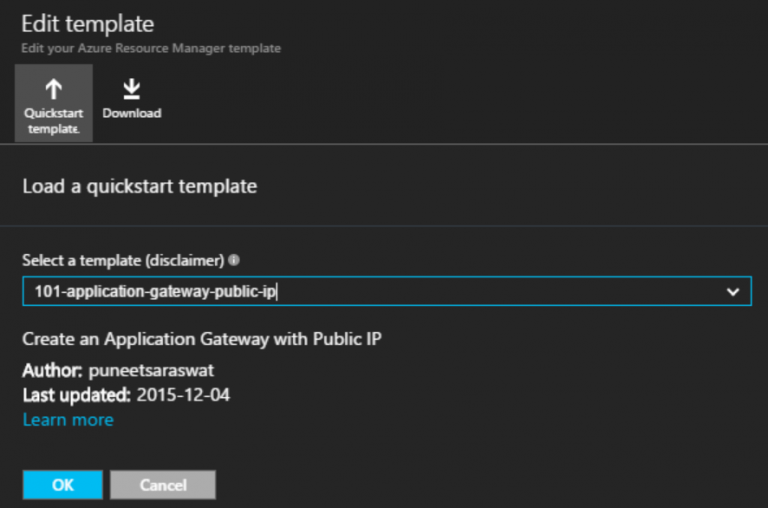 Edit template
Edit your Azure Resource Manager template
Quickstart
template.
Download
Load a quickstart template
Select a template (disclaimer)
101-application-gateway-public-ip
Create an Application Gateway with Public IP
Author: puneetsaraswat
Last updated: 2015-12-04
Learn more
OK
Cancel